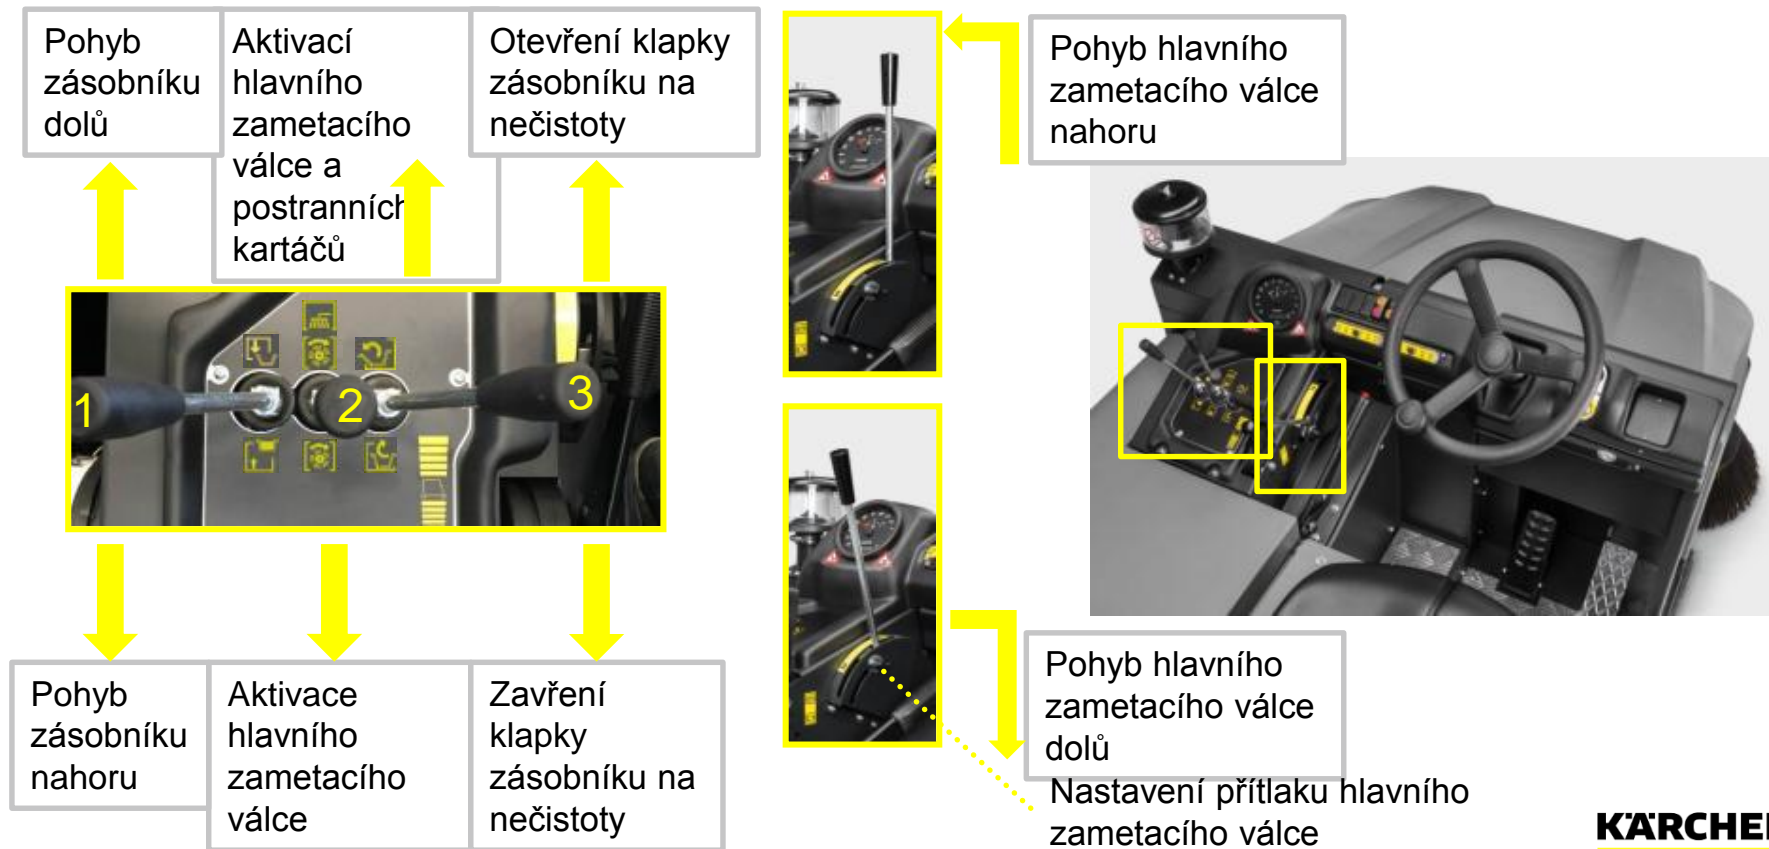 Pohyb
zásobníku
dolů
Aktivací
hlavního
zametacího
válce a
postranních
kartáčů
Otevření klapky
zásobníku na
nečistoty
Pohyb hlavního
zametacího válce
nahoru
1
2
3
Pohyb
zásobníku
nahoru
Aktivace
hlavního
zametacího
válce
Zavření
klapky
zásobníku na
nečistoty
Pohyb hlavního
zametacího válce
dolů
Nastavení přítlaku hlavního
zametacího válce
KÄRCHER